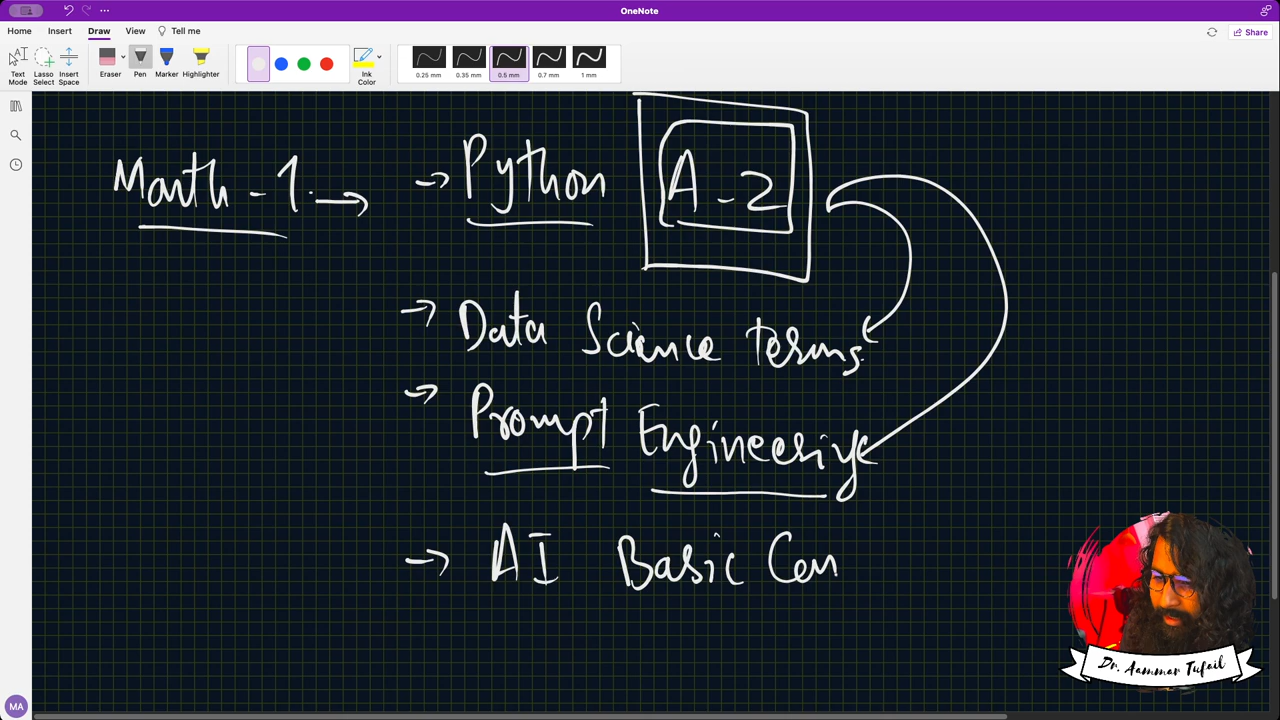 OneNote
Home Insert Draw View Tell me
Share
Text Mode
Lasso Select
Insert Space
Eraser
Pen
Marker
Highlighter
Ink Color
0.25 mm
0.35 mm
0.5 mm
0.7 mm
1 mm
Month - 1 → → Python A - 2
→ Data Science Terms
→ Prompt Engineering
→ AI Basic Con
Dr. Aammar Tufail
MA